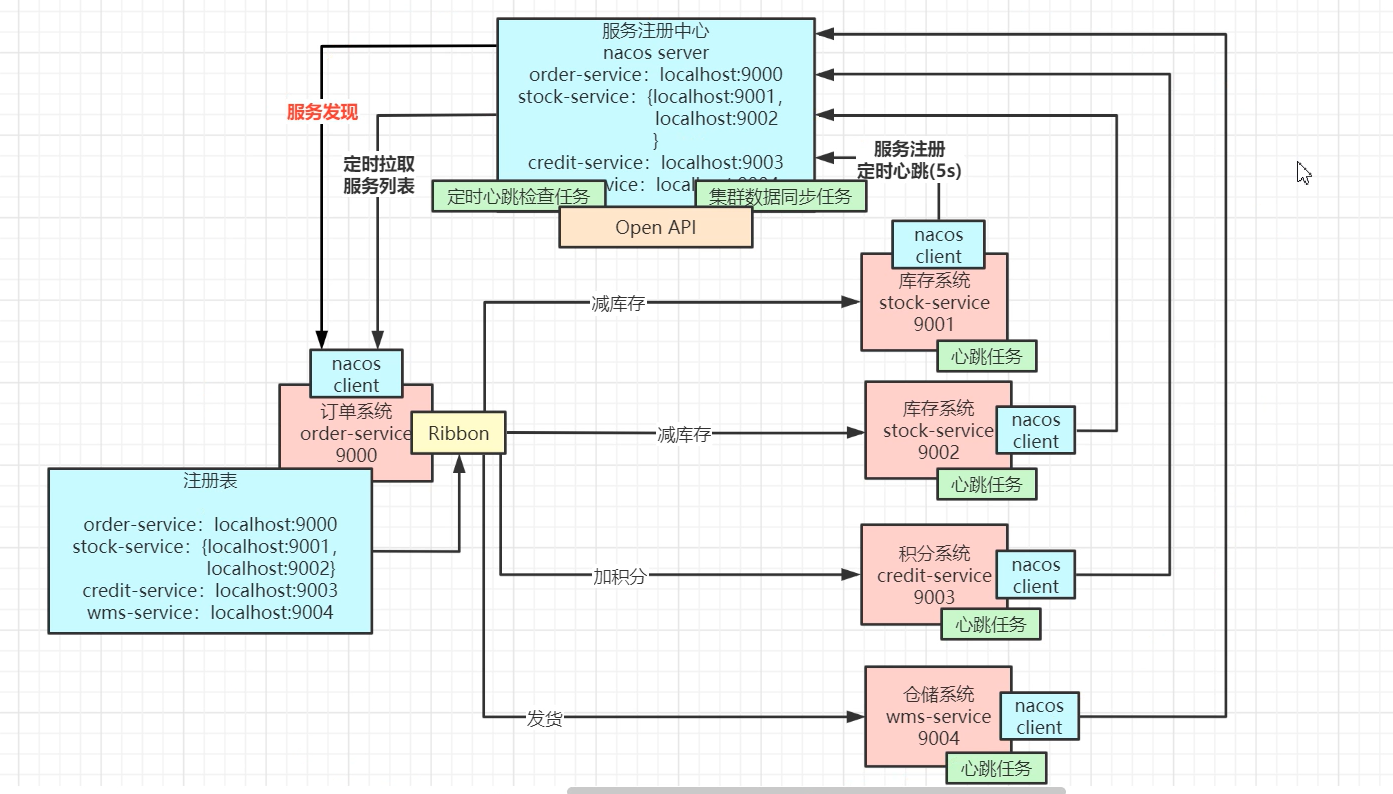 服务注册中心
nacos server
order-service：localhost:9000
stock-service：{localhost:9001，
localhost:9002
}
credit-service：localhost:9003
定时心跳检查任务
集群数据同步任务
Open API
服务发现
定时拉取
服务列表
服务注册
定时心跳(5s)
nacos
client
库存系统
stock-service
9001
心跳任务
减库存
nacos
client
订单系统
order-service
9000
Ribbon
减库存
库存系统
stock-service
9002
nacos
client
心跳任务
注册表
order-service：localhost:9000
stock-service：{localhost:9001，
localhost:9002}
credit-service：localhost:9003
wms-service：localhost:9004
加积分
积分系统
credit-service
9003
nacos
client
心跳任务
发货
仓储系统
wms-service
9004
nacos
client
心跳任务